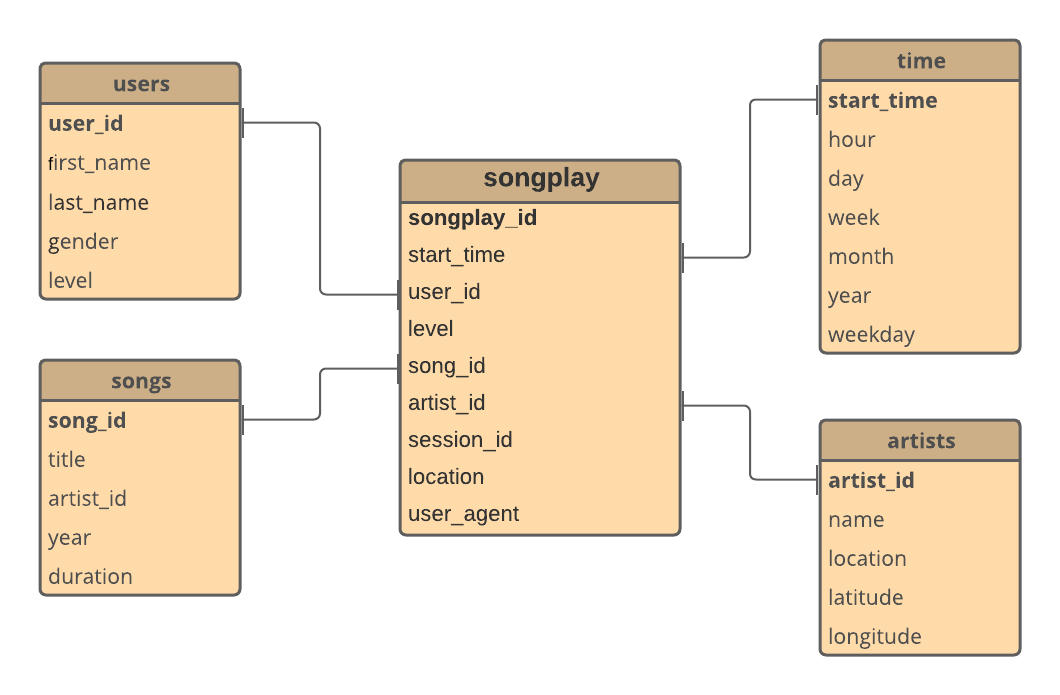 users
user_id
first_name
last_name
gender
level
songs
song_id
title
artist_id
year
duration
songplay
songplay_id
start_time
user_id
level
song_id
artist_id
session_id
location
user_agent
time
start_time
hour
day
week
month
year
weekday
artists
artist_id
name
location
latitude
longitude